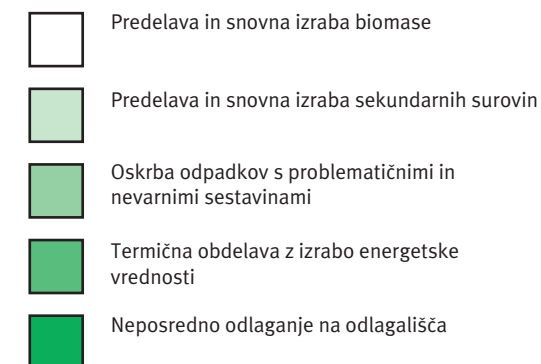 Predelava in snovna izraba biomase
Predelava in snovna izraba sekundarnih surovin
Oskrba odpadkov s problematičnimi in
nevarnimi sestavinami
Termična obdelava z izrabo energetske
vrednosti
Neposredno odlaganje na odlagališča